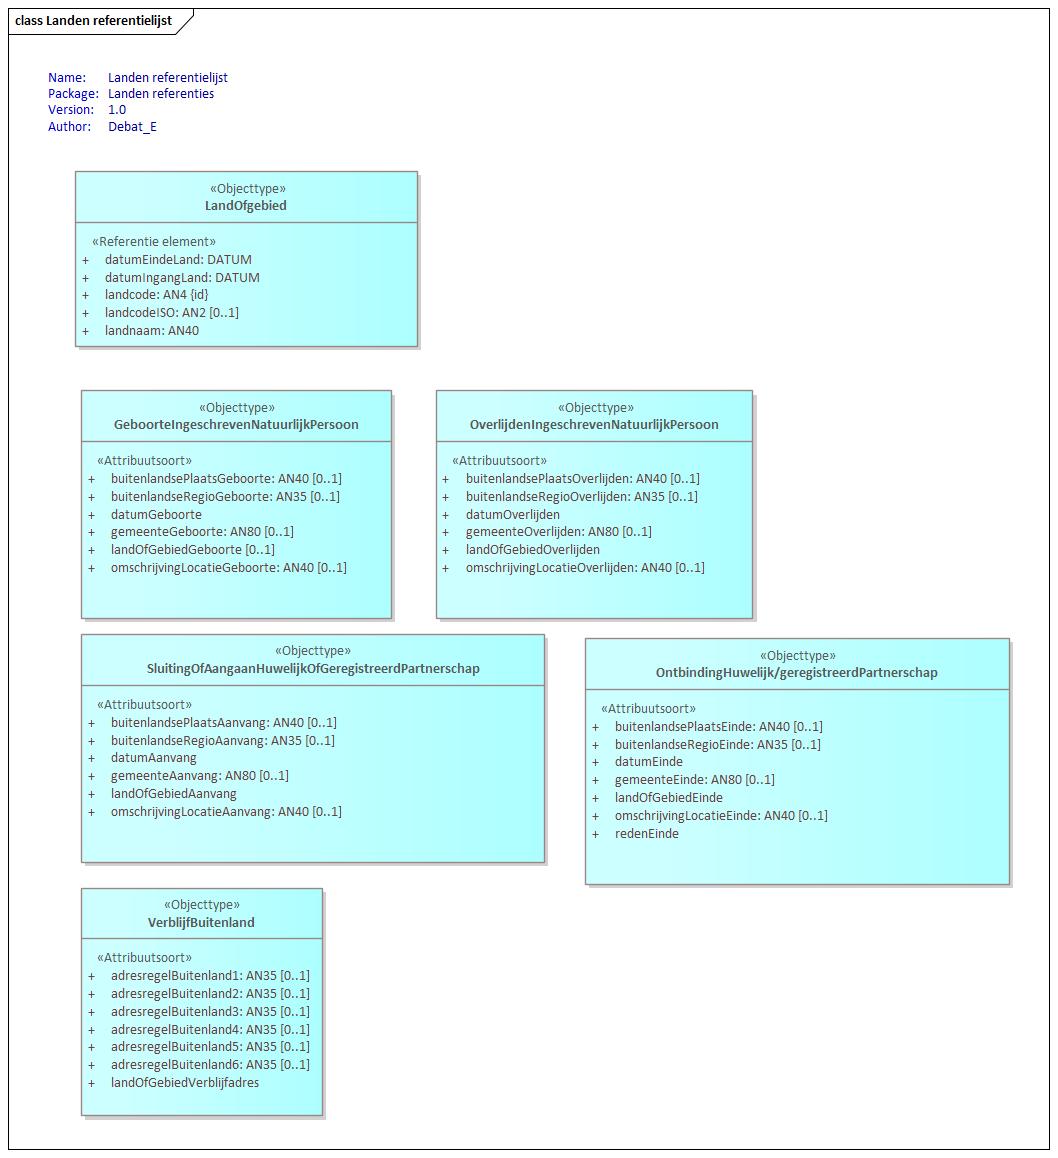 class Landen referentielijst
Name: Landen referentielijst
Package: Landen referenties
Version: 1.0
Author: Debat_E
«Objecttype»
LandOfgebied
«Referentie element»
+ datumEindeLand: DATUM
+ datumIngangLand: DATUM
+ landcode: AN4 {id}
+ landcodeISO: AN2 [0..1]
+ landnaam: AN40
«Objecttype»
GeboorteIngeschrevenNatuurlijkPersoon
«Attribuutsoort»
+ buitenlandsePlaatsGeboorte: AN40 [0..1]
+ buitenlandseRegioGeboorte: AN35 [0..1]
+ datumGeboorte
+ gemeenteGeboorte: AN80 [0..1]
+ landOfGebiedGeboorte [0..1]
+ omschrijvingLocatieGeboorte: AN40 [0..1]
«Objecttype»
OverlijdenIngeschrevenNatuurlijkPersoon
«Attribuutsoort»
+ buitenlandsePlaatsOverlijden: AN40 [0..1]
+ buitenlandseRegioOverlijden: AN35 [0..1]
+ datumOverlijden
+ gemeenteOverlijden: AN80 [0..1]
+ landOfGebiedOverlijden
+ omschrijvingLocatieOverlijden: AN40 [0..1]
«Objecttype»
SluitingOfAangaanHuwelijkOfGeregistreerdPartnerschap
«Attribuutsoort»
+ buitenlandsePlaatsAanvang: AN40 [0..1]
+ buitenlandseRegioAanvang: AN35 [0..1]
+ datumAanvang
+ gemeenteAanvang: AN80 [0..1]
+ landOfGebiedAanvang
+ omschrijvingLocatieAanvang: AN40 [0..1]
«Objecttype»
OntbindingHuwelijk/geregistreerdPartnerschap
«Attribuutsoort»
+ buitenlandsePlaatsEinde: AN40 [0..1]
+ buitenlandseRegioEinde: AN35 [0..1]
+ datumEinde
+ gemeenteEinde: AN80 [0..1]
+ landOfGebiedEinde
+ omschrijvingLocatieEinde: AN40 [0..1]
+ redenEinde
«Objecttype»
VerblijfBuitenland
«Attribuutsoort»
+ adresregelBuitenland1: AN35 [0..1]
+ adresregelBuitenland2: AN35 [0..1]
+ adresregelBuitenland3: AN35 [0..1]
+ adresregelBuitenland4: AN35 [0..1]
+ adresregelBuitenland5: AN35 [0..1]
+ adresregelBuitenland6: AN35 [0..1]
+ landOfGebiedVerblijfadres